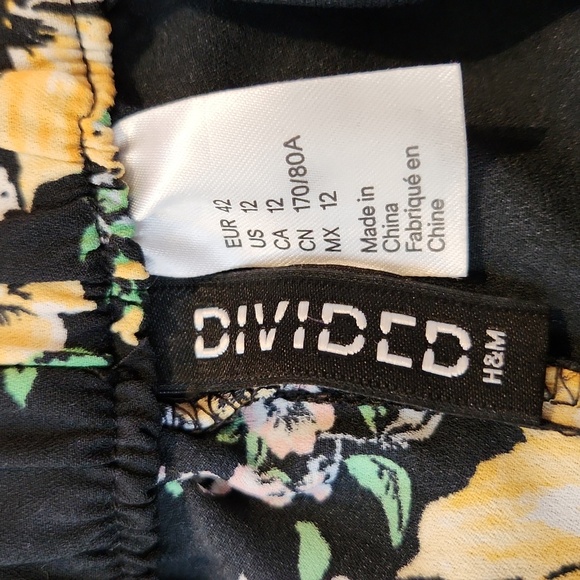 EUR 42
US 12
CA 12
CN 170/80A
MX 12
Made in
China
Fabriqué en
Chine
DIVIDED
H&M